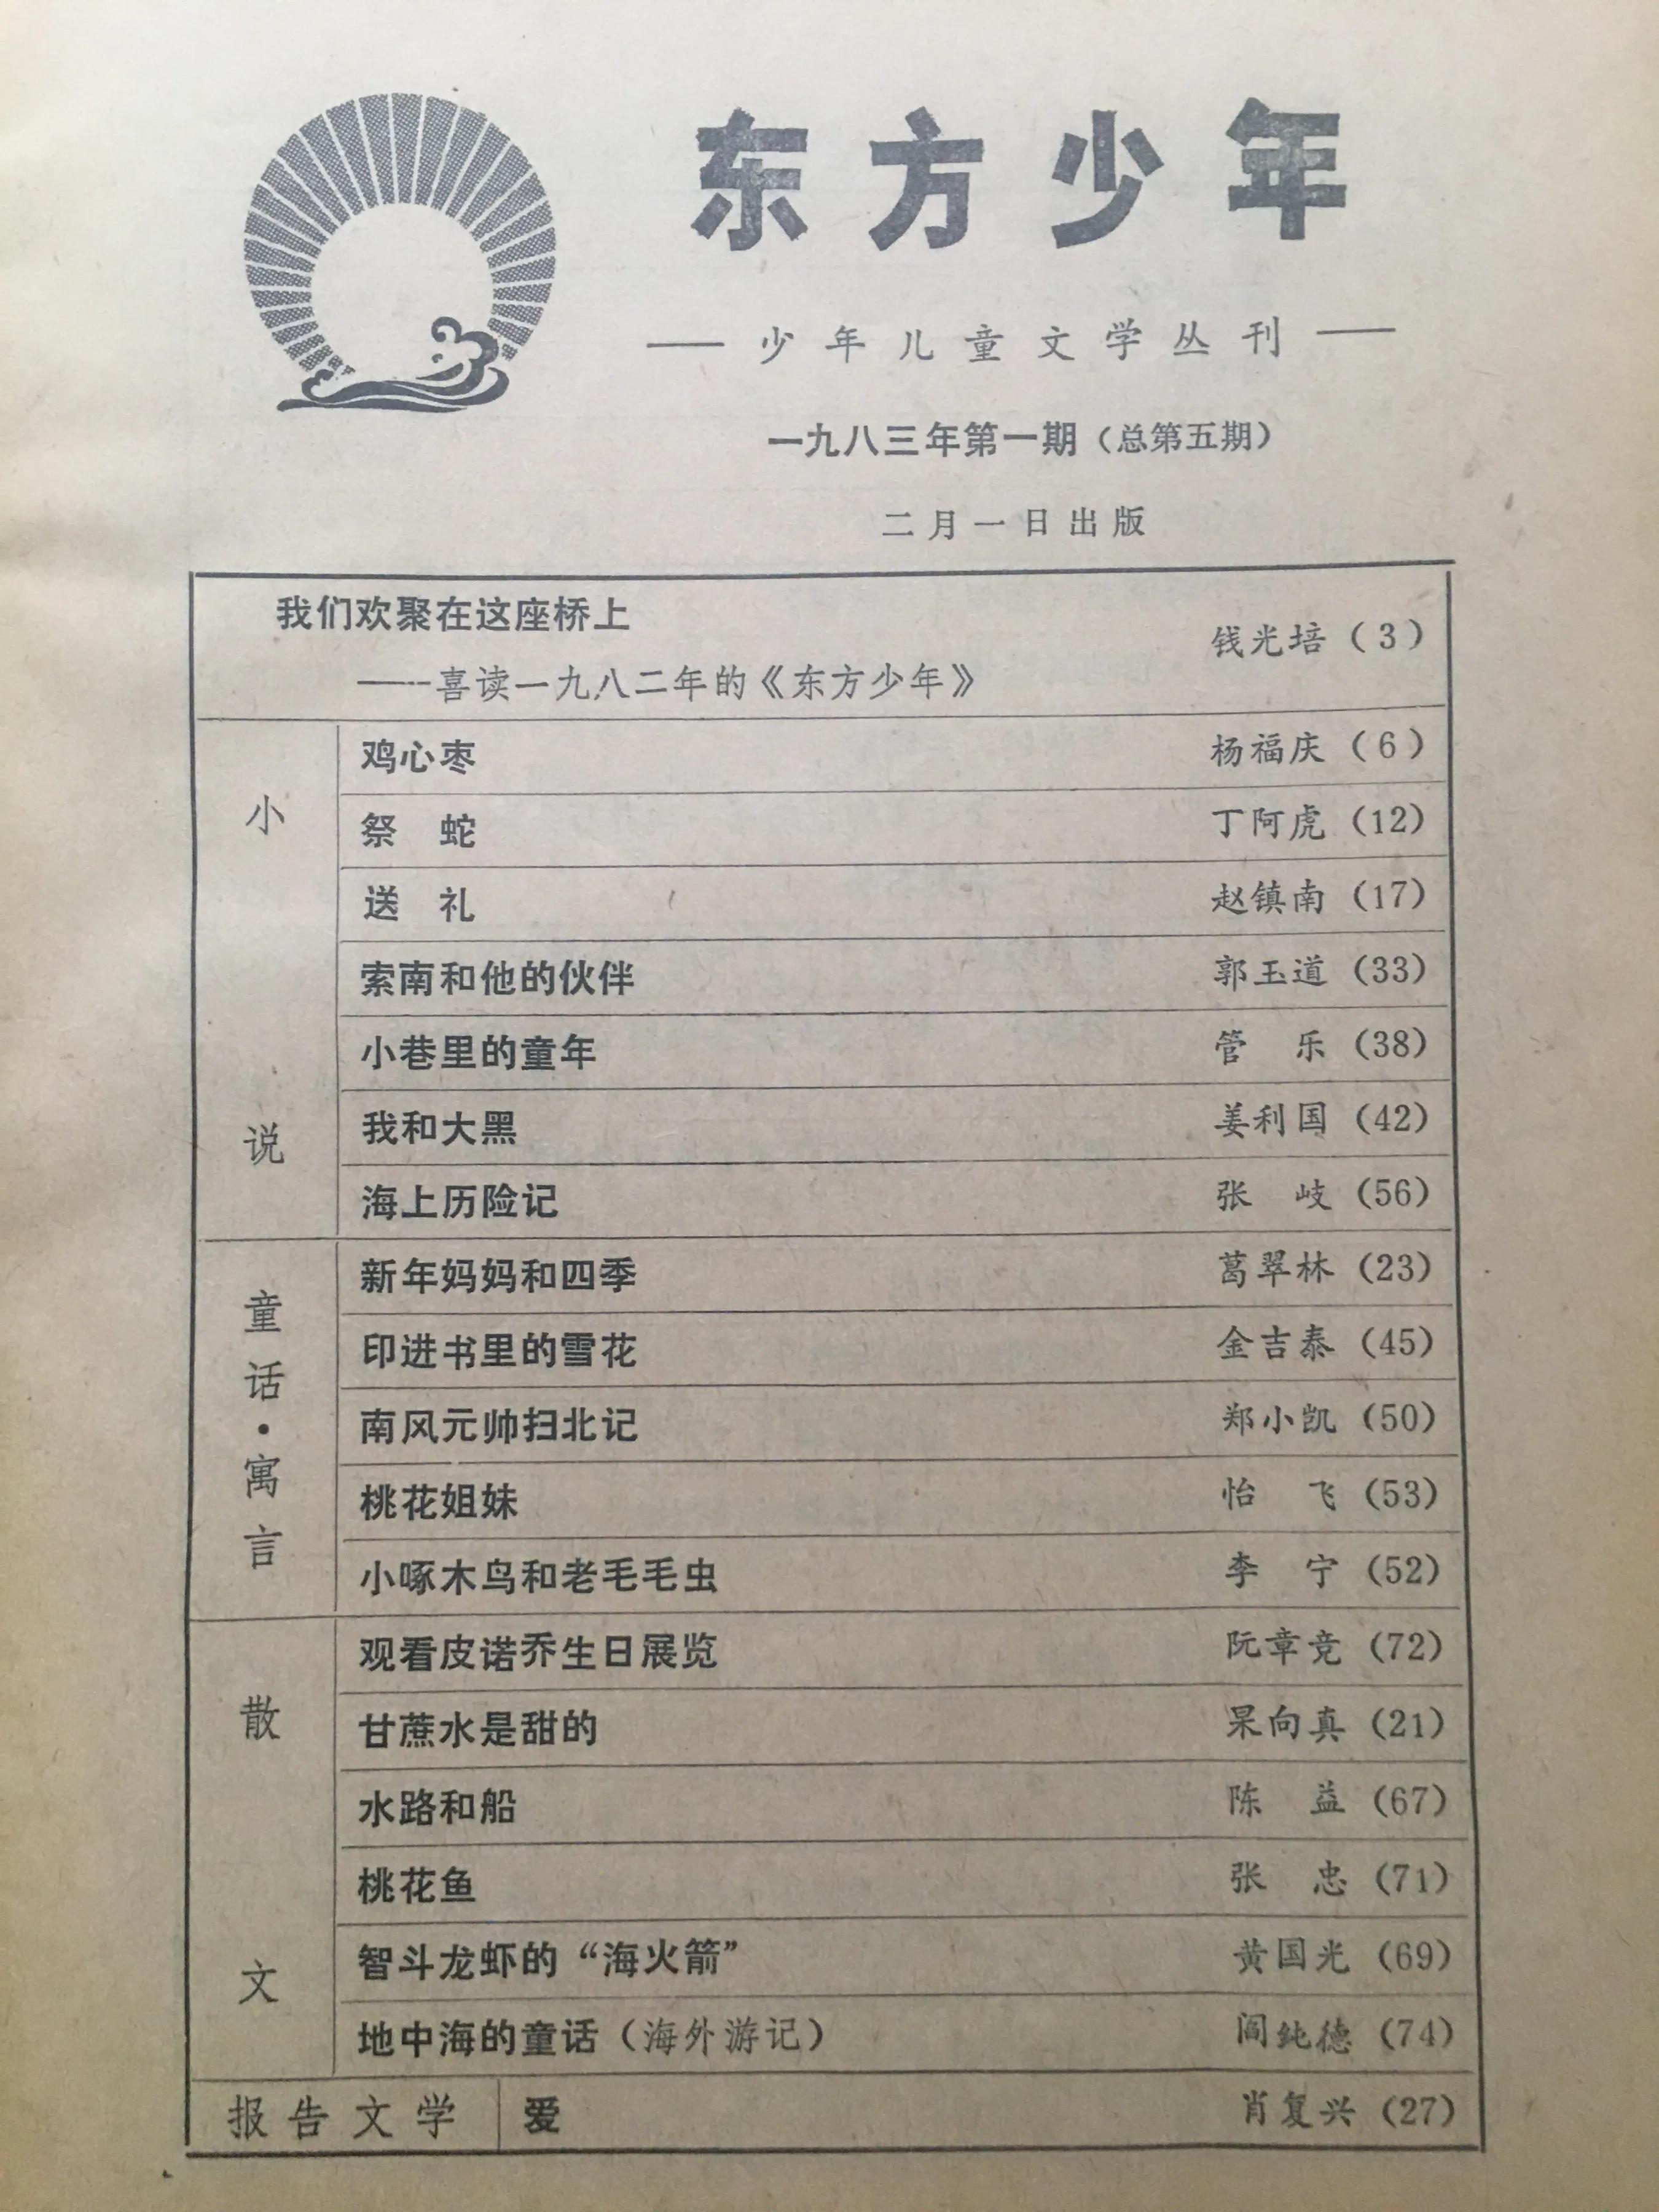 东方少年
——少年儿童文学丛刊——
一九八三年第一期（总第五期）
二月一日出版
我们欢聚在这座桥上
——喜读一九八二年的《东方少年》 钱光培（3）
小说
鸡心枣 杨福庆（6）
祭 蛇 丁阿虎（12）
送 礼 赵镇南（17）
索南和他的伙伴 郭玉道（33）
小巷里的童年 管 乐（38）
我和大黑 姜利国（42）
海上历险记 张 岐（56）
童话·寓言
新年妈妈和四季 葛翠林（23）
印进书里的雪花 金吉泰（45）
南风元帅扫北记 郑小凯（50）
桃花姐妹 怡 飞（53）
小啄木鸟和老毛毛虫 李 宁（52）
散文
观看皮诺乔生日展览 阮章竞（72）
甘蔗水是甜的 杲向真（21）
水路和船 陈 益（67）
桃花鱼 张 忠（71）
智斗龙虾的“海火箭” 黄国光（69）
地中海的童话（海外游记） 阎纯德（74）
报告文学 爱 肖复兴（27）